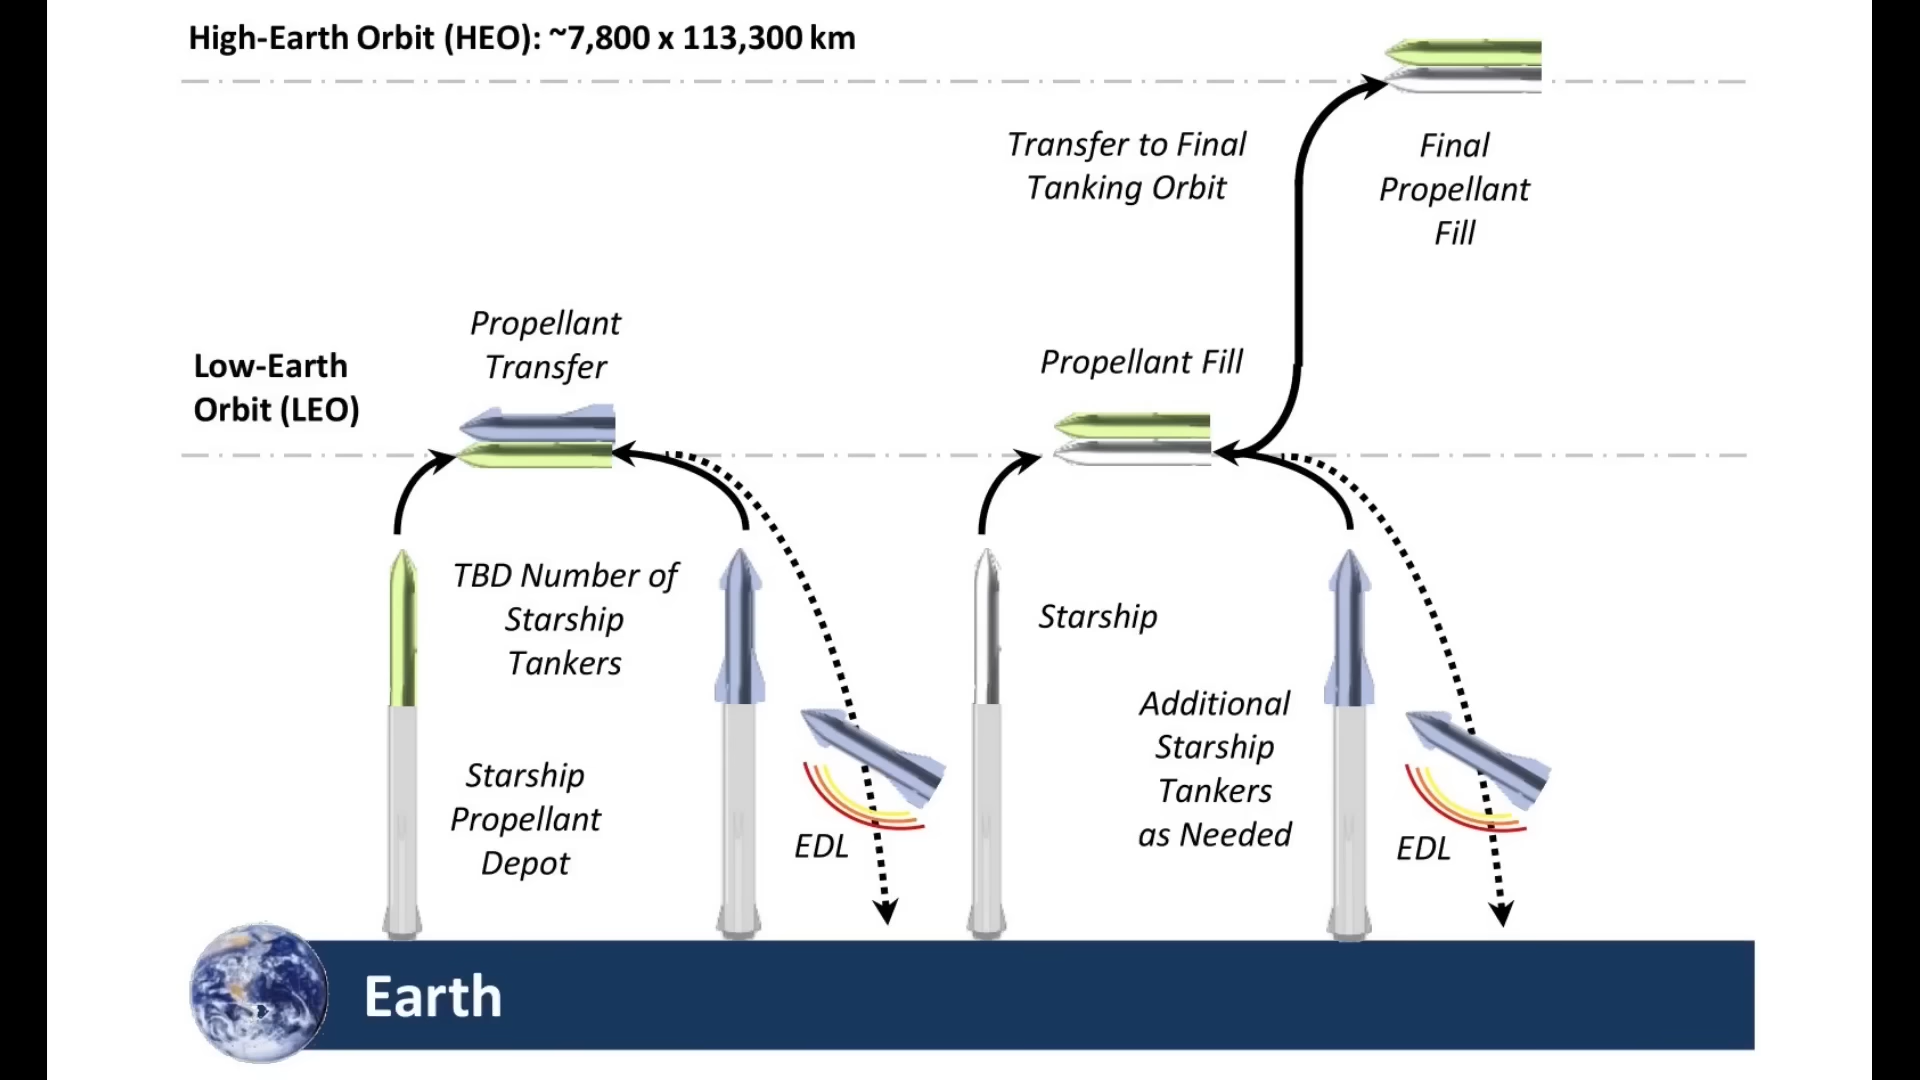 High-Earth Orbit (HEO): ~7,800 x 113,300 km
Transfer to Final
Tanking Orbit
Final
Propellant
Fill
Propellant
Transfer
Low-Earth
Orbit (LEO)
Propellant Fill
TBD Number of
Starship
Tankers
Starship
Propellant
Depot
EDL
Starship
Additional
Starship
Tankers
as Needed
EDL
Earth